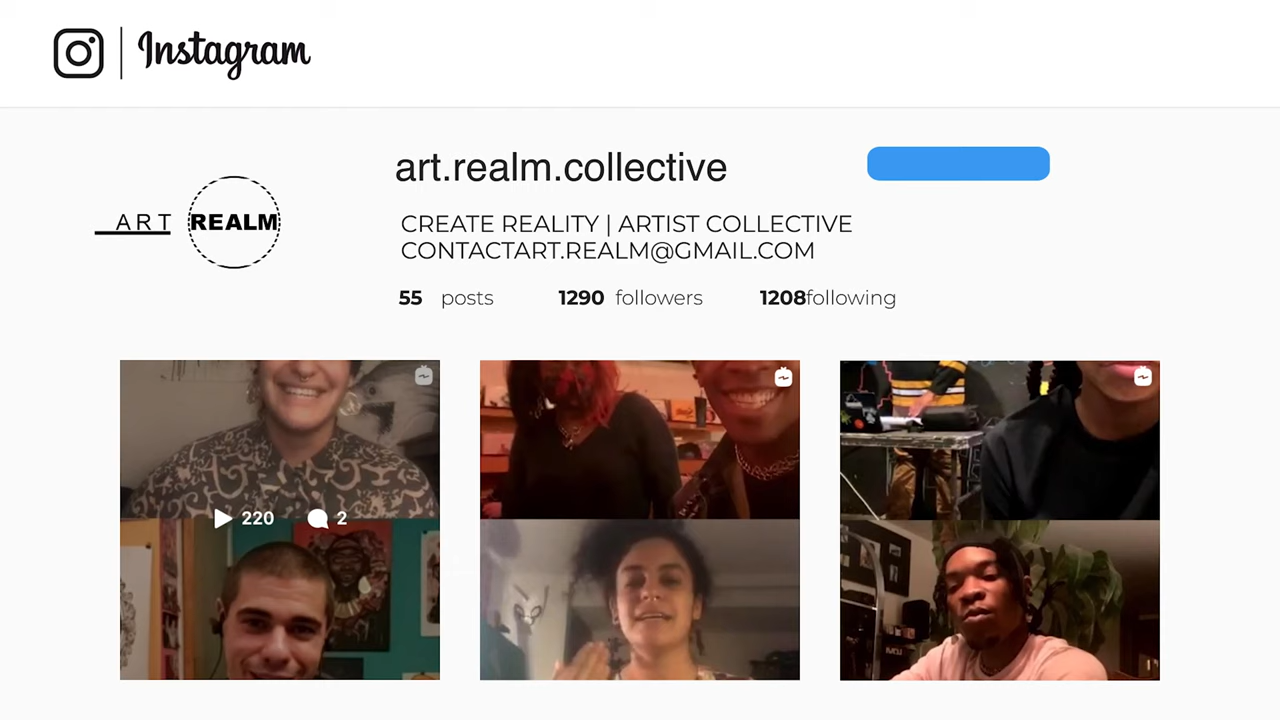 Instagram
art.realm.collective
ART REALM
CREATE REALITY | ARTIST COLLECTIVE
CONTACTART.REALM@GMAIL.COM
55 posts 1290 followers 1208following
220 2